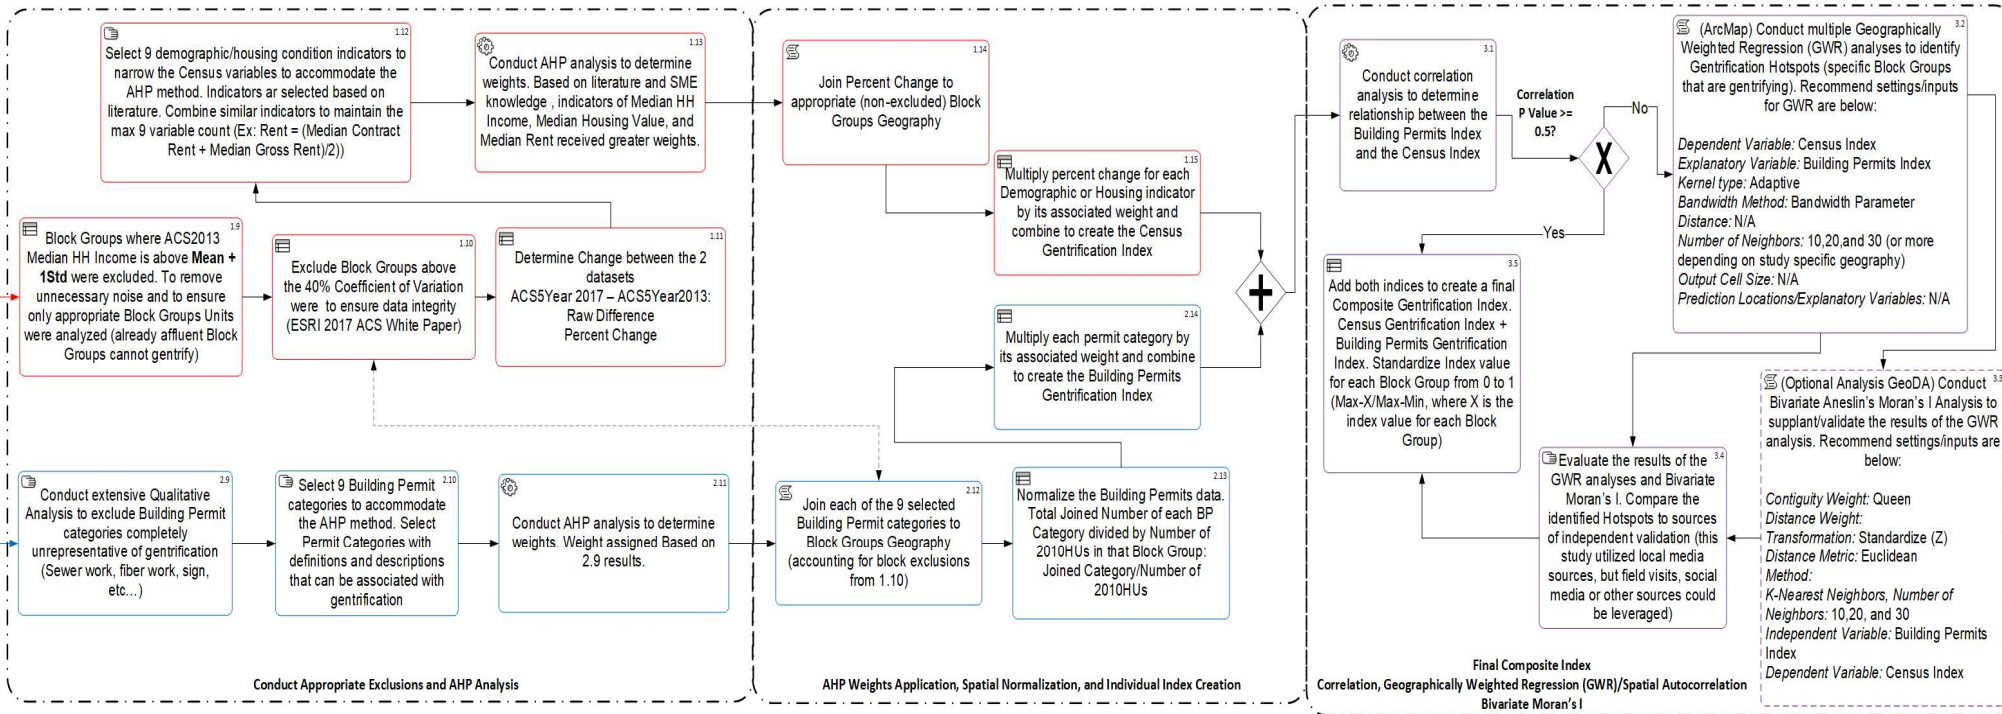 1.12
Select 9 demographic/housing condition indicators to
narrow the Census variables to accommodate the
AHP method. Indicators ar selected based on
literature. Combine similar indicators to maintain the
max 9 variable count (Ex: Rent = (Median Contract
Rent + Median Gross Rent)/2))
1.13
Conduct AHP analysis to determine
weights. Based on literature and SME
knowledge , indicators of Median HH
Income, Median Housing Value, and
Median Rent received greater weights.
1.9
Block Groups where ACS2013
Median HH Income is above Mean +
1Std were excluded. To remove
unnecessary noise and to ensure
only appropriate Block Groups Units
were analyzed (already affluent Block
Groups cannot gentrify)
1.10
Exclude Block Groups above
the 40% Coefficient of Variation
were to ensure data integrity
(ESRI 2017 ACS White Paper)
1.11
Determine Change between the 2
datasets
ACS5Year 2017 – ACS5Year2013:
Raw Difference
Percent Change
2.9
Conduct extensive Qualitative
Analysis to exclude Building Permit
categories completely
unrepresentative of gentrification
(Sewer work, fiber work, sign,
etc...)
2.10
Select 9 Building Permit
categories to accommodate
the AHP method. Select
Permit Categories with
definitions and descriptions
that can be associated with
gentrification
2.11
Conduct AHP analysis to determine
weights. Weight assigned Based on
2.9 results.
Conduct Appropriate Exclusions and AHP Analysis
1.14
Join Percent Change to
appropriate (non-excluded) Block
Groups Geography
1.15
Multiply percent change for each
Demographic or Housing indicator
by its associated weight and
combine to create the Census
Gentrification Index
2.14
Multiply each permit category by
its associated weight and combine
to create the Building Permits
Gentrification Index
2.12
Join each of the 9 selected
Building Permit categories to
Block Groups Geography
(accounting for block exclusions
from 1.10)
2.13
Normalize the Building Permits data.
Total Joined Number of each BP
Category divided by Number of
2010HUs in that Block Group:
Joined Category/Number of
2010HUs
AHP Weights Application, Spatial Normalization, and Individual Index Creation
3.1
Conduct correlation
analysis to determine
relationship between the
Building Permits Index
and the Census Index
Correlation
P Value >=
0.5?
X
No
Yes
3.2
(ArcMap) Conduct multiple Geographically
Weighted Regression (GWR) analyses to identify
Gentrification Hotspots (specific Block Groups
that are gentrifying). Recommend settings/inputs
for GWR are below:
Dependent Variable: Census Index
Explanatory Variable: Building Permits Index
Kernel type: Adaptive
Bandwidth Method: Bandwidth Parameter
Distance: N/A
Number of Neighbors: 10,20,and 30 (or more
depending on study specific geography)
Output Cell Size: N/A
Prediction Locations/Explanatory Variables: N/A
3.5
Add both indices to create a final
Composite Gentrification Index.
Census Gentrification Index +
Building Permits Gentrification
Index. Standardize Index value
for each Block Group from 0 to 1
(Max-X/Max-Min, where X is the
index value for each Block
Group)
3.4
Evaluate the results of the
GWR analyses and Bivariate
Moran's I. Compare the
identified Hotspots to sources
of independent validation (this
study utilized local media
sources, but field visits, social
media or other sources could
be leveraged)
3.3
(Optional Analysis GeoDA) Conduct
Bivariate Aneslin's Moran's I Analysis to
supplant/validate the results of the GWR
analysis. Recommend settings/inputs are
below:
Contiguity Weight: Queen
Distance Weight:
Transformation: Standardize (Z)
Distance Metric: Euclidean
Method:
K-Nearest Neighbors, Number of
Neighbors: 10,20, and 30
Independent Variable: Building Permits
Index
Dependent Variable: Census Index
Final Composite Index
Correlation, Geographically Weighted Regression (GWR)/Spatial Autocorrelation
Bivariate Moran's I